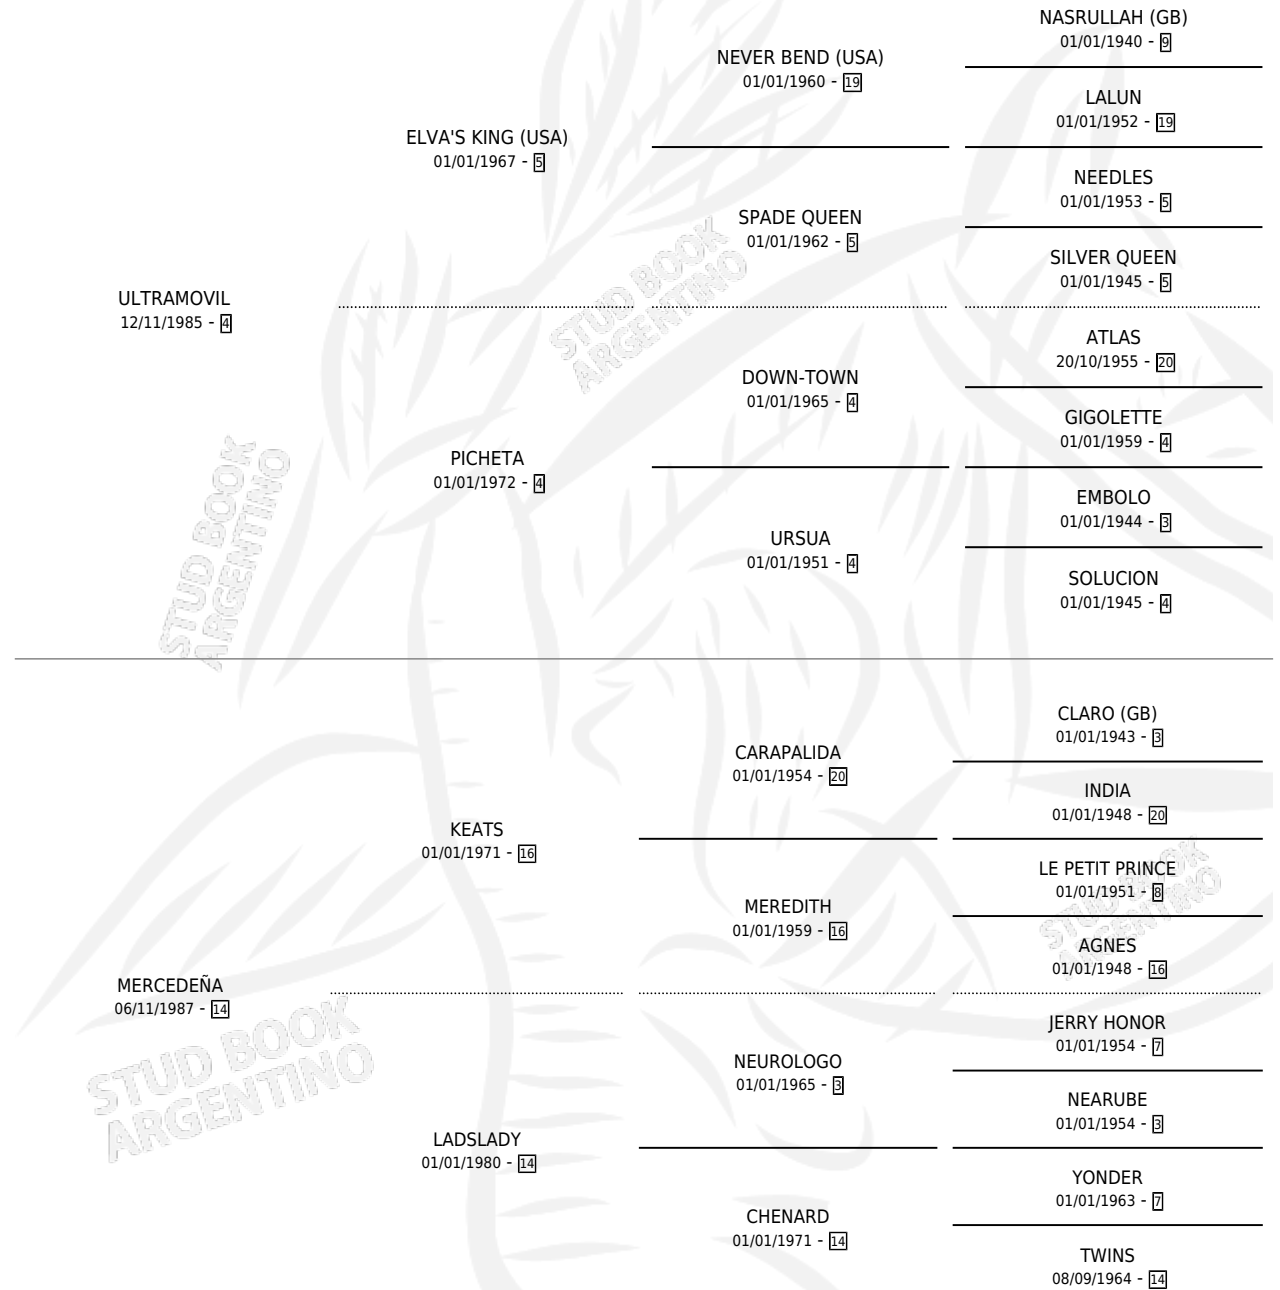 NASRULLAH (GB)
01/01/1940 - 9
NEVER BEND (USA)
01/01/1960 - 19
LALUN
01/01/1952 - 19
ELVA'S KING (USA)
01/01/1967 - 5
NEEDLES
01/01/1953 - 5
SPADE QUEEN
01/01/1962 - 5
SILVER QUEEN
01/01/1945 - 5
ULTRAMOVIL
12/11/1985 - 4
ATLAS
20/10/1955 - 20
DOWN-TOWN
01/01/1965 - 4
GIGOLETTE
01/01/1959 - 4
PICHETA
01/01/1972 - 4
EMBOLO
01/01/1944 - 3
URSUA
01/01/1951 - 4
SOLUCION
01/01/1945 - 4
CLARO (GB)
01/01/1943 - 3
CARAPALIDA
01/01/1954 - 20
INDIA
01/01/1948 - 20
KEATS
01/01/1971 - 16
LE PETIT PRINCE
01/01/1951 - 8
MEREDITH
01/01/1959 - 16
AGNES
01/01/1948 - 16
MERCEDEÑA
06/11/1987 - 14
JERRY HONOR
01/01/1954 - 7
NEUROLOGO
01/01/1965 - 3
NEARUBE
01/01/1954 - 3
LADSLADY
01/01/1980 - 14
YONDER
01/01/1963 - 7
CHENARD
01/01/1971 - 14
TWINS
08/09/1964 - 14
STUD BOOK
ARGENTINO
STUD BOOK
ARGENTINO
STUD BOOK
ARGENTINO
STUD BOOK
ARGENTINO